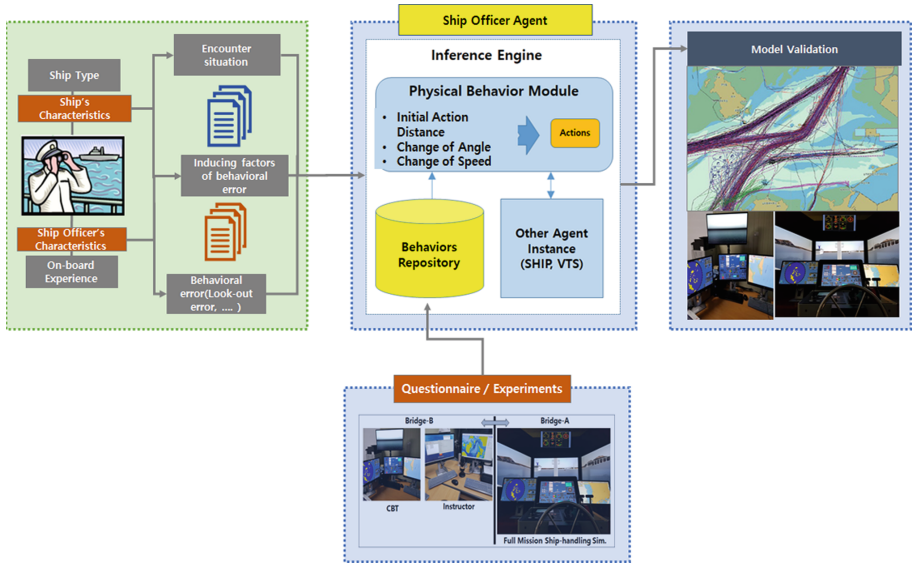 Ship Type
Ship's
Characteristics
Ship Officer's
Characteristics
On-board
Experience
Encounter
situation
Inducing factors
of behavioral
error
Behavioral
error(Look-out
error, .... )
Ship Officer Agent
Inference Engine
Physical Behavior Module
• Initial Action
Distance
• Change of Angle
• Change of Speed
Actions
Behaviors
Repository
Other Agent
Instance
(SHIP, VTS)
Model Validation
Questionnaire / Experiments
Bridge-B
Bridge-A
CBT
Instructor
Full Mission Ship-handling Sim.